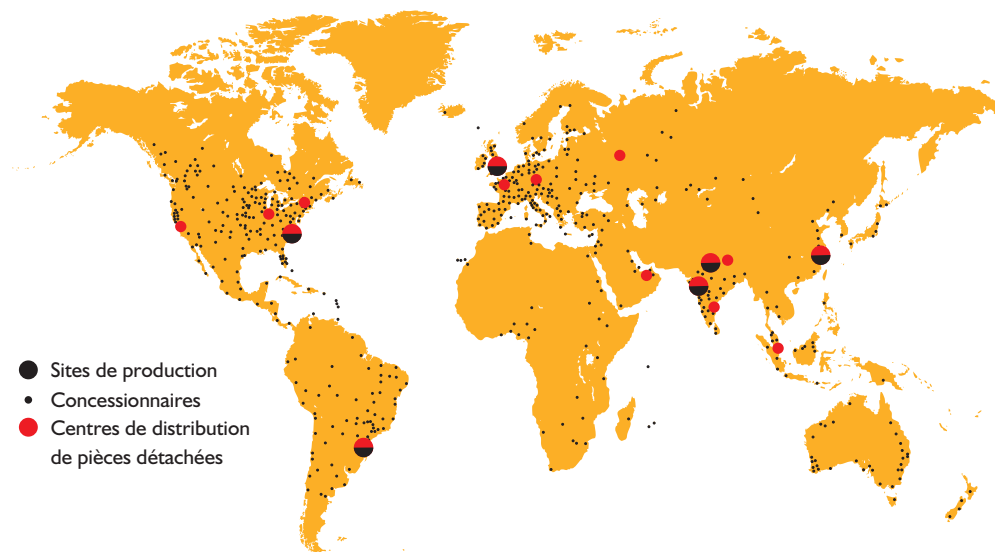 Sites de production
Concessionnaires
Centres de distribution
de pièces détachées